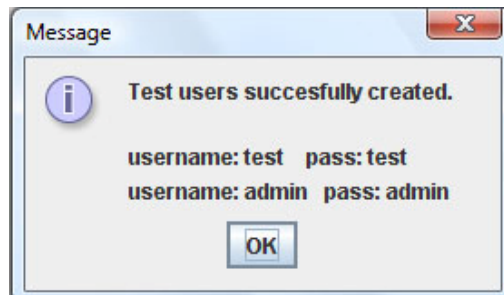 Message
Test users succesfully created.
username: test pass: test
username: admin pass: admin
OK